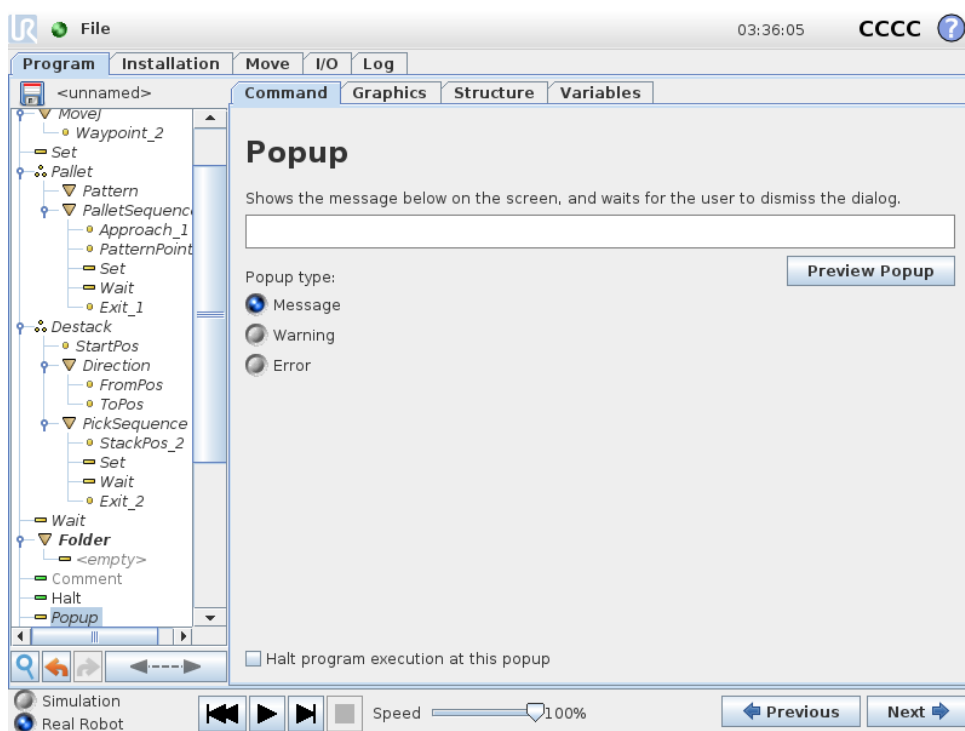 UR File 03:36:05 CCCC ?
Program Installation Move I/O Log
<unnamed>
Command Graphics Structure Variables
MoveJ
Waypoint_2
Set
Pallet
Pattern
PalletSequenc
Approach_1
PatternPoint
Set
Wait
Exit_1
Destack
StartPos
Direction
FromPos
ToPos
PickSequence
StackPos_2
Set
Wait
Exit_2
Wait
Folder
<empty>
Comment
Halt
Popup
Popup
Shows the message below on the screen, and waits for the user to dismiss the dialog.
Preview Popup
Popup type:
Message
Warning
Error
Halt program execution at this popup
Simulation
Real Robot
Speed 100%
Previous Next